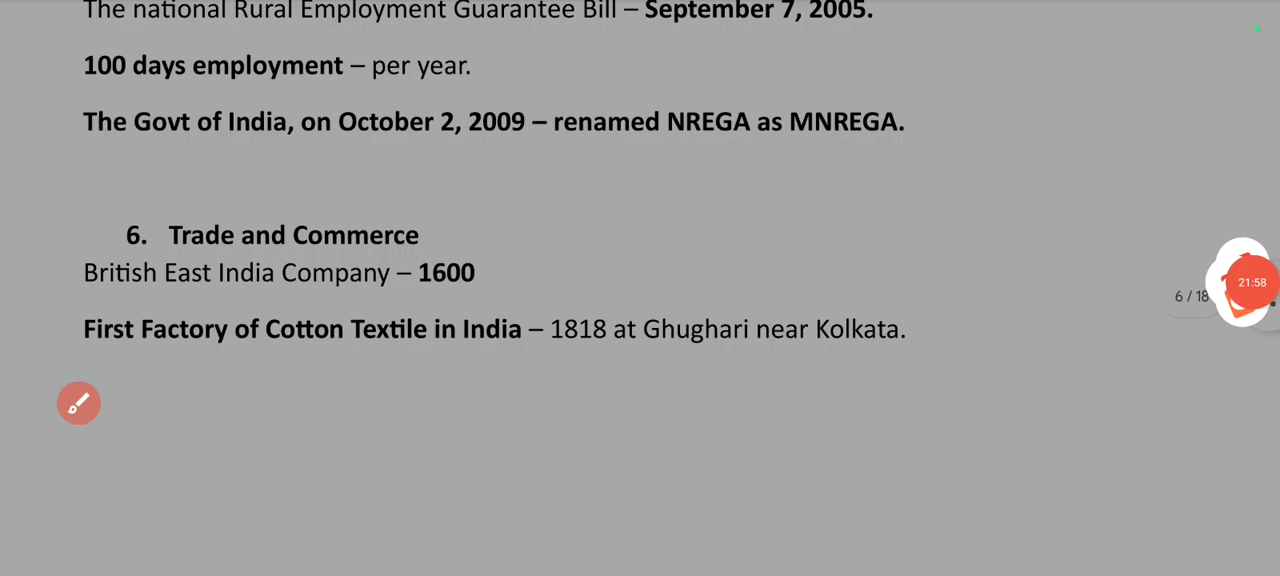 The national Rural Employment Guarantee Bill – September 7, 2005.
100 days employment – per year.
The Govt of India, on October 2, 2009 – renamed NREGA as MNREGA.
6. Trade and Commerce
British East India Company – 1600
First Factory of Cotton Textile in India – 1818 at Ghughari near Kolkata.
6 / 18
21:58